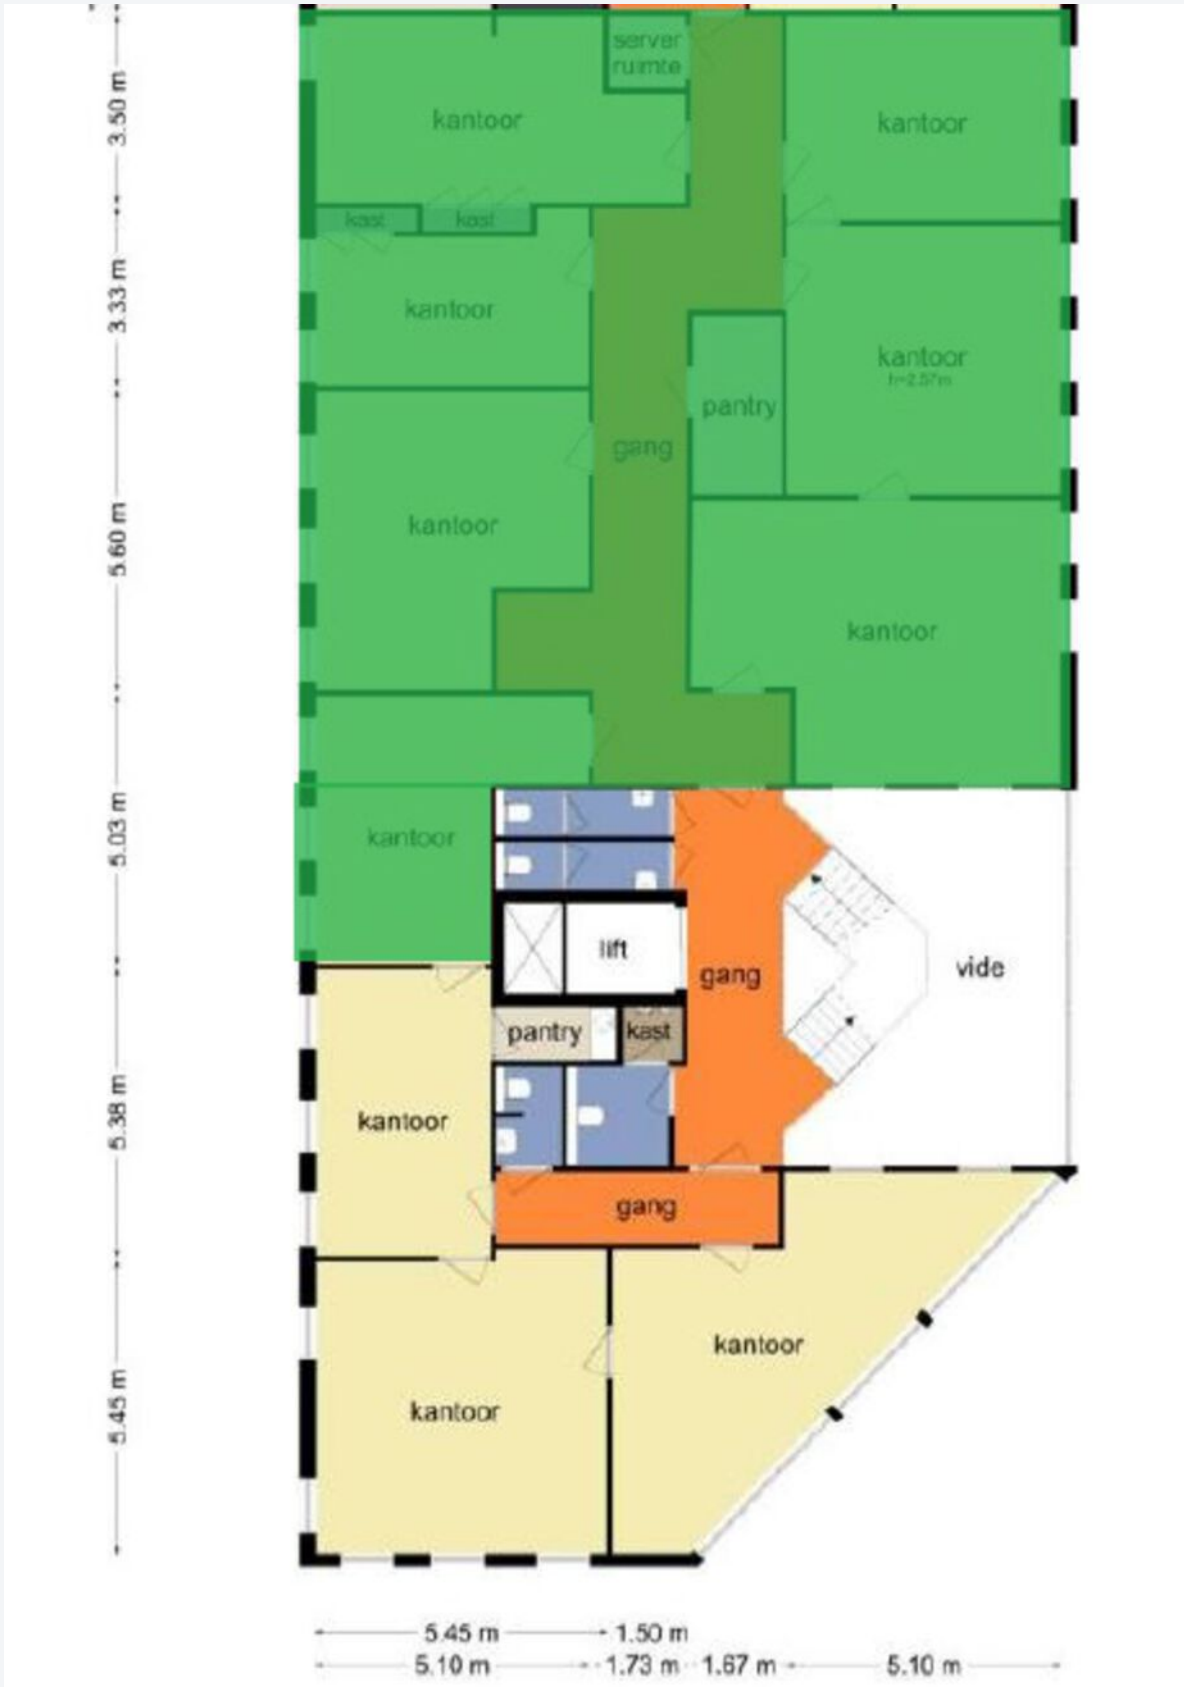 server
ruimte
kantoor
kantoor
3.50 m
kast
kast
kantoor
3.33 m
kantoor
h=2.57m
pantry
gang
kantoor
5.60 m
kantoor
kantoor
5.03 m
lift
gang
vide
pantry
kast
kantoor
5.38 m
gang
kantoor
kantoor
5.45 m
5.45 m
1.50 m
5.10 m
1.73 m
1.67 m
5.10 m